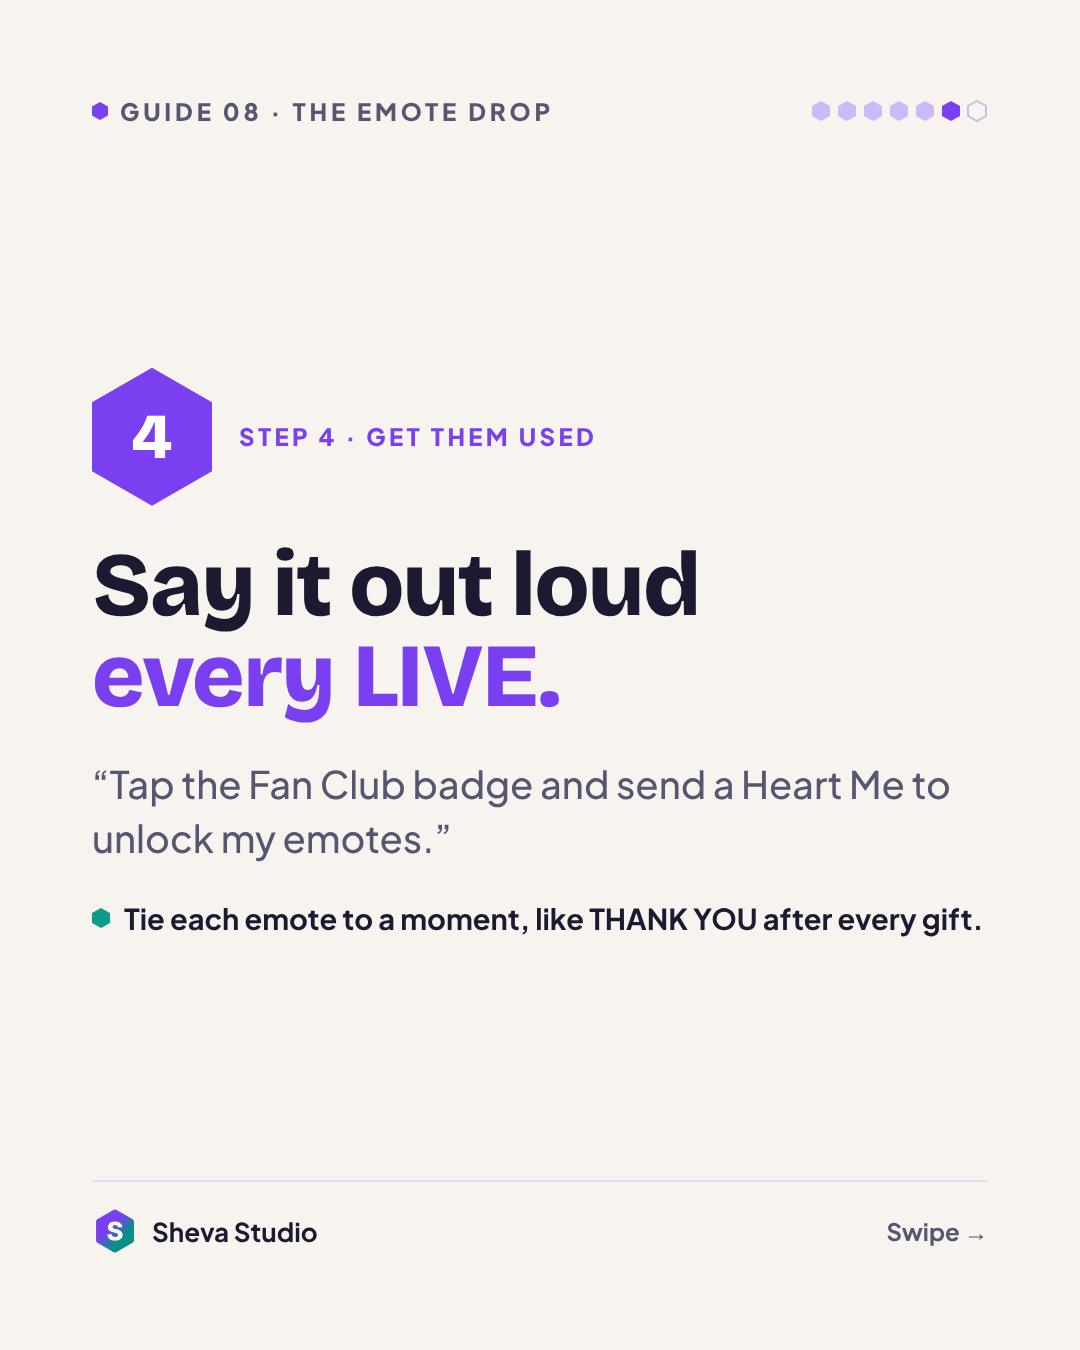 GUIDE 08 · THE EMOTE DROP
4
STEP 4 · GET THEM USED
Say it out loud
every LIVE.
“Tap the Fan Club badge and send a Heart Me to
unlock my emotes.”
Tie each emote to a moment, like THANK YOU after every gift.
S
Sheva Studio
Swipe →